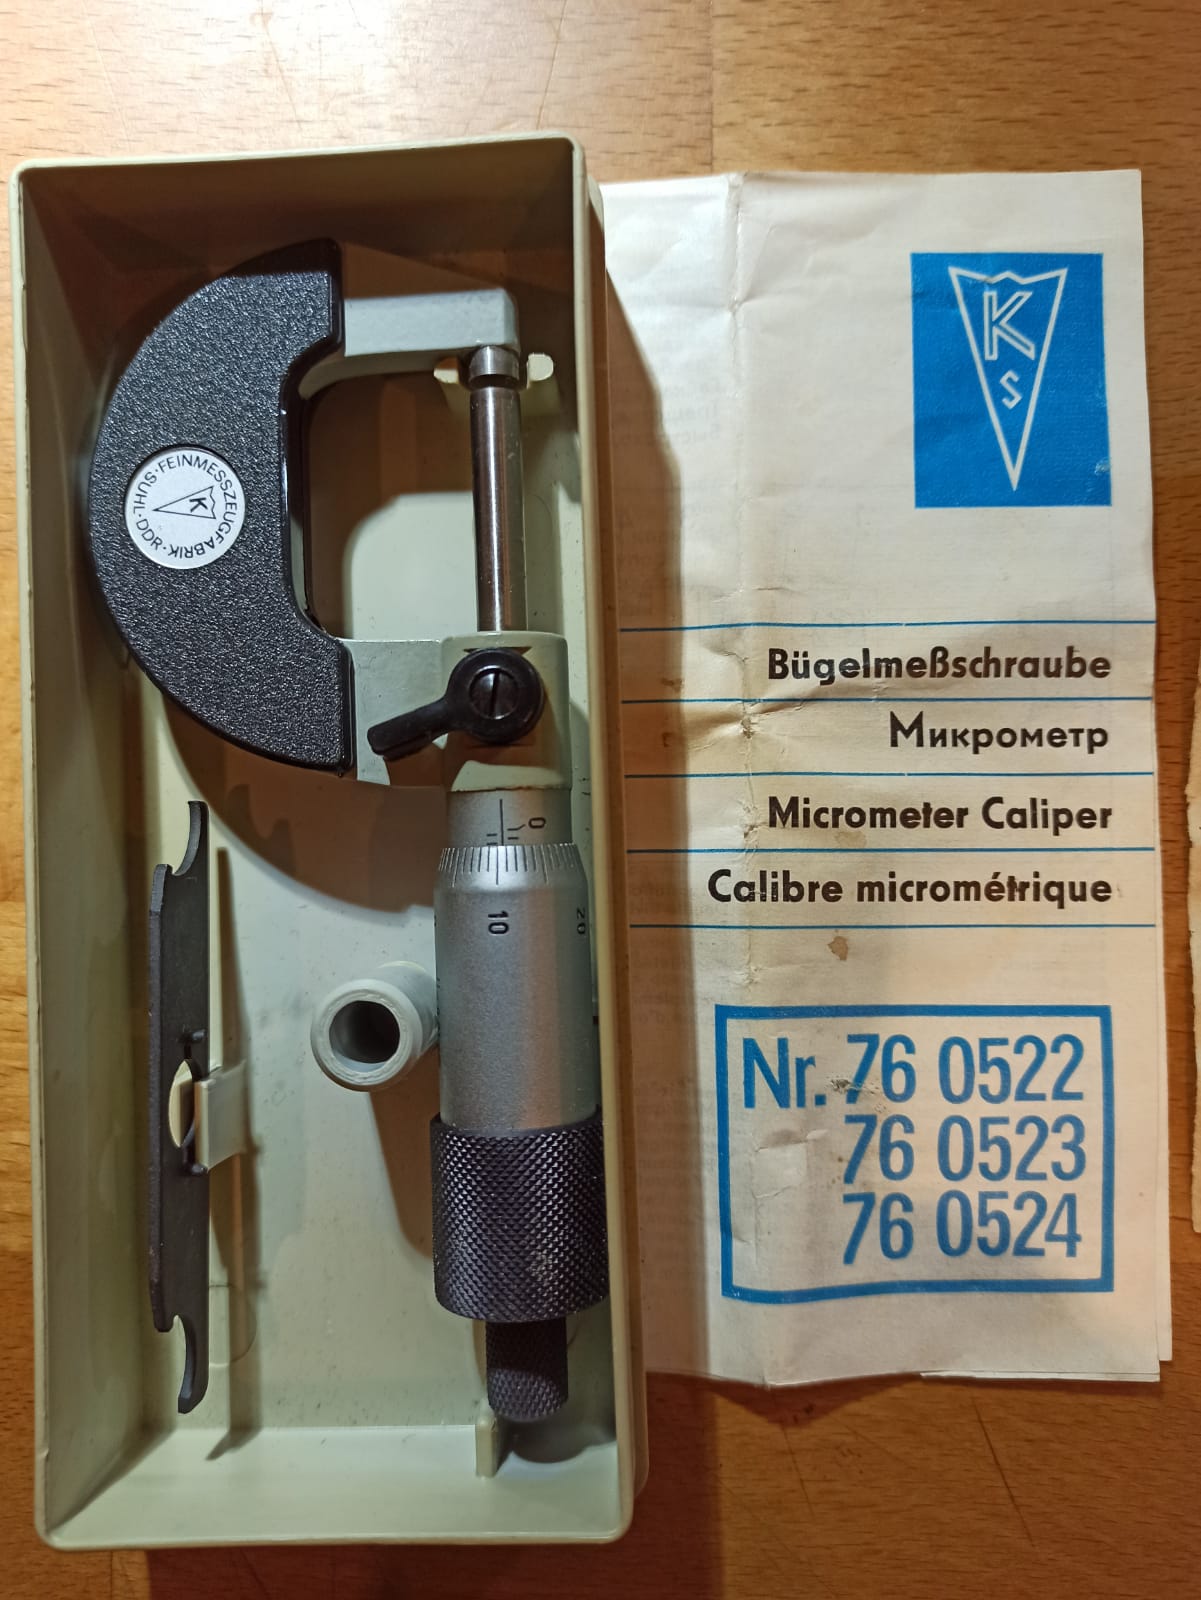 SUHL·FEINMESSZEUGFABRIK·DDR·
K
0
10
20
K
S
Bügelmeßschraube
Микрометр
Micrometer Caliper
Calibre micrométrique
Nr. 76 0522
76 0523
76 0524